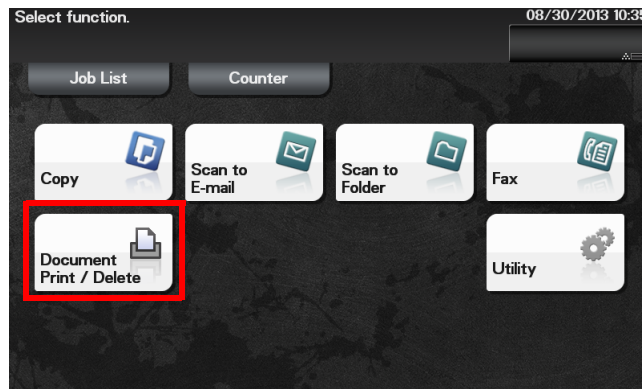 Select function.
08/30/2013 10:35
Job List
Counter
Copy
Scan to
E-mail
Scan to
Folder
Fax
Document
Print / Delete
Utility